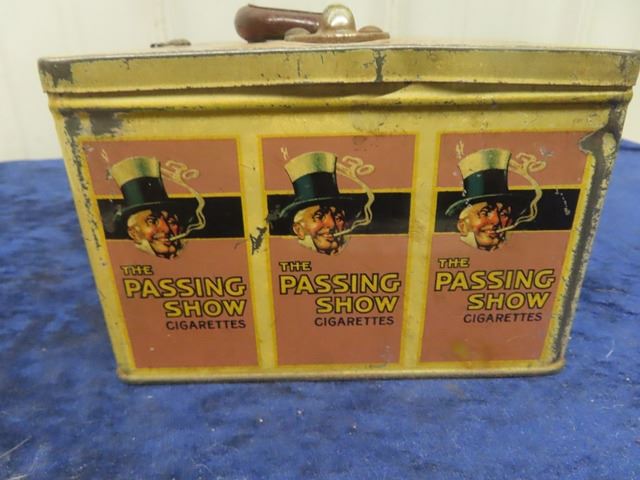 THE
PASSING
SHOW
CIGARETTES
THE
PASSING
SHOW
CIGARETTES
THE
PASSING
SHOW
CIGARETTES